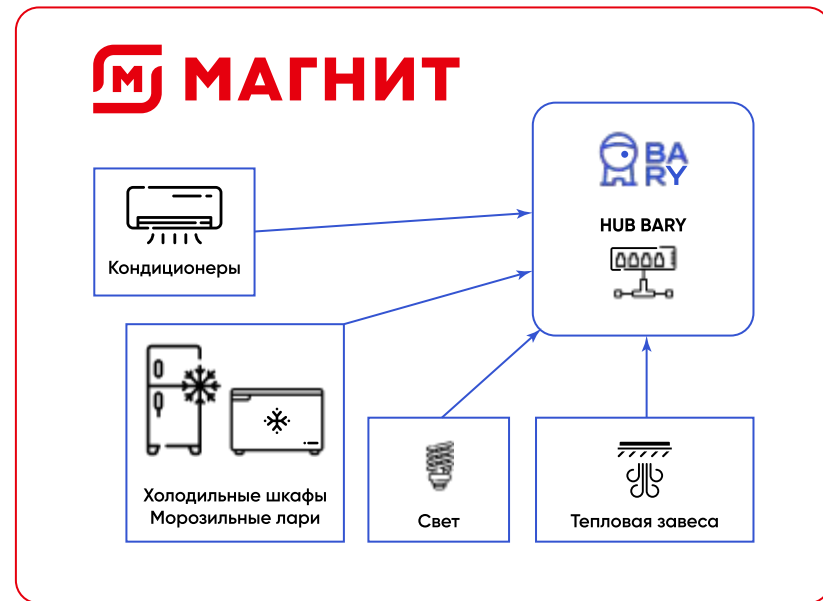 МАГНИТ
BA
RY
HUB BARY
Кондиционеры
Холодильные шкафы
Морозильные лари
Свет
Тепловая завеса